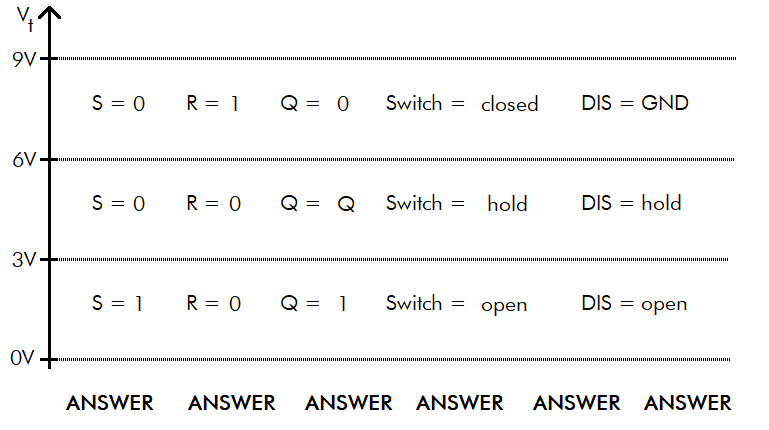 Vt
9V
S = 0 R = 1 Q = 0 Switch = closed DIS = GND
6V
S = 0 R = 0 Q = Q Switch = hold DIS = hold
3V
S = 1 R = 0 Q = 1 Switch = open DIS = open
0V
ANSWER ANSWER ANSWER ANSWER ANSWER ANSWER